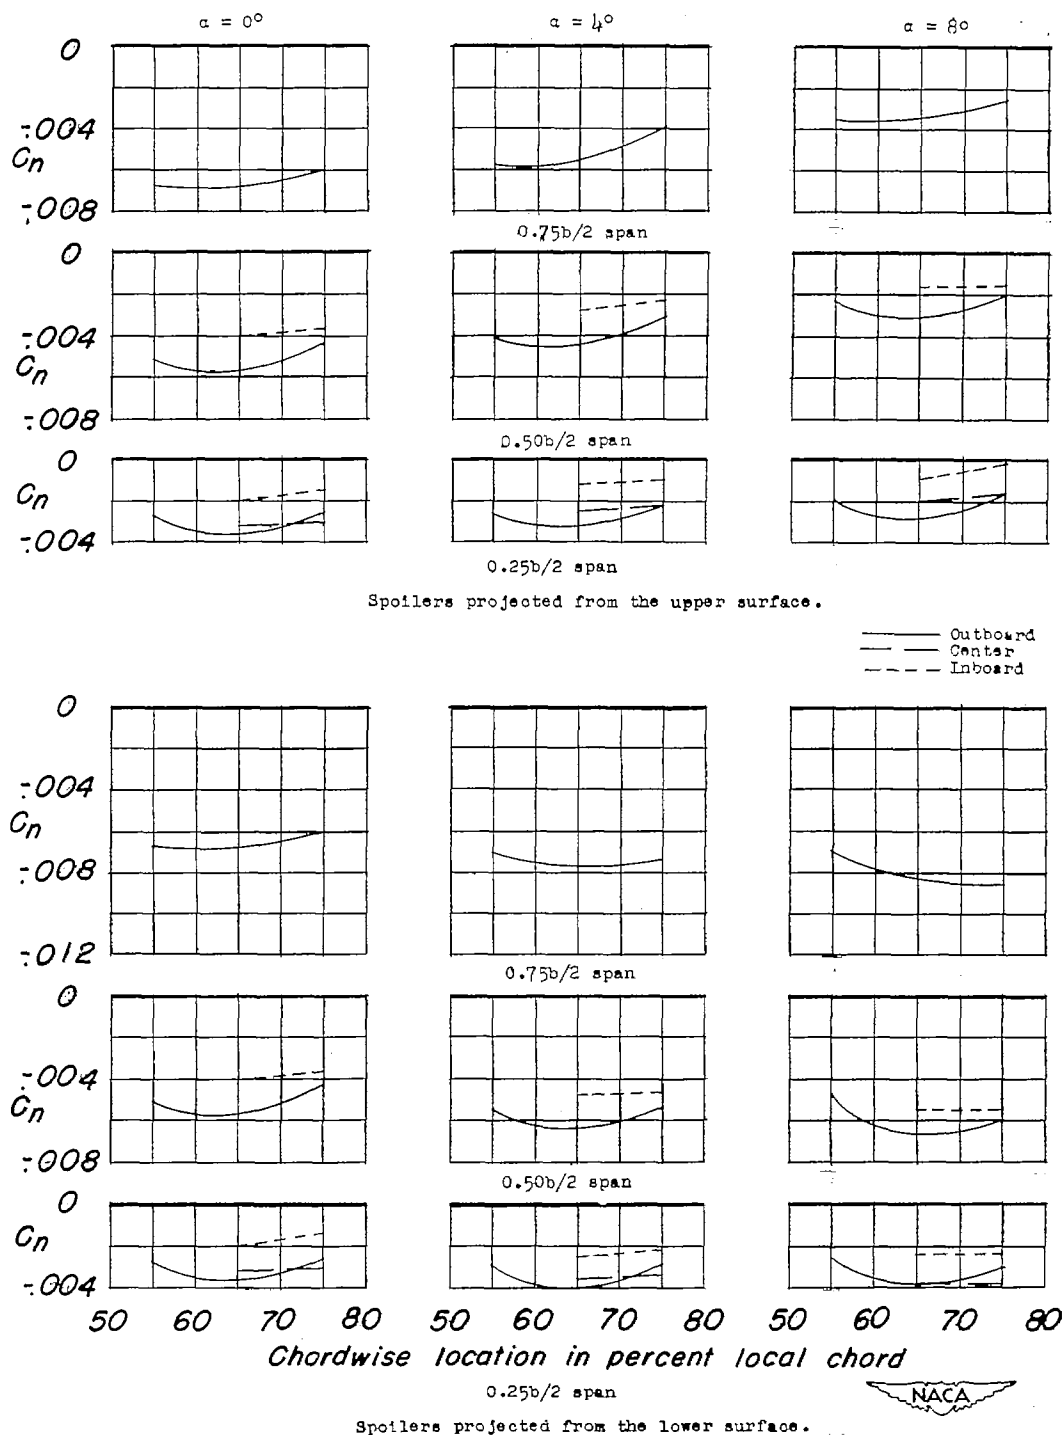 α = 0° α = 4° α = 8°
0
-.004
Cn
-.008
0.75b/2 span
0
-.004
Cn
-.008
0.50b/2 span
0
Cn
-.004
0.25b/2 span
Spoilers projected from the upper surface.
Outboard
Center
Inboard
0
-.004
Cn
-.008
-.012
0.75b/2 span
0
-.004
Cn
-.008
0.50b/2 span
0
Cn
-.004
50 60 70 80 50 60 70 80 50 60 70 80
Chordwise location in percent local chord
0.25b/2 span
NACA
Spoilers projected from the lower surface.